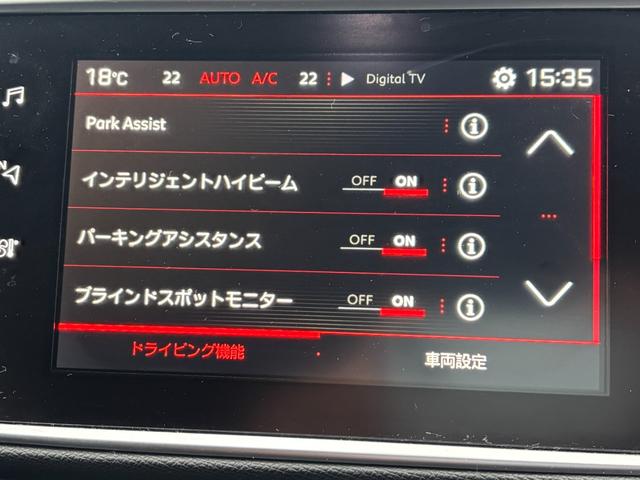 18℃ 22 AUTO A/C 22 Digital TV 15:35
Park Assist
インテリジェントハイビーム OFF ON
パーキングアシスタンス OFF ON
ブラインドスポットモニター OFF ON
ドライビング機能 車両設定